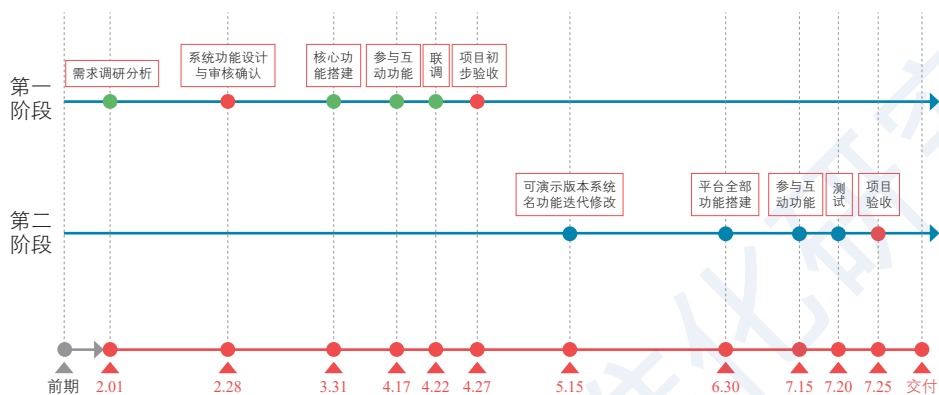 需求调研分析
系统功能设计
与审核确认
核心功
能搭建
参与互
动功能
联
调
项目初
步验收
第一
阶段
可演示版本系统
名功能迭代修改
平台全部
功能搭建
参与互
动功能
测
试
项目
验收
第二
阶段
前期
2.01
2.28
3.31
4.17
4.22
4.27
5.15
6.30
7.15
7.20
7.25
交付